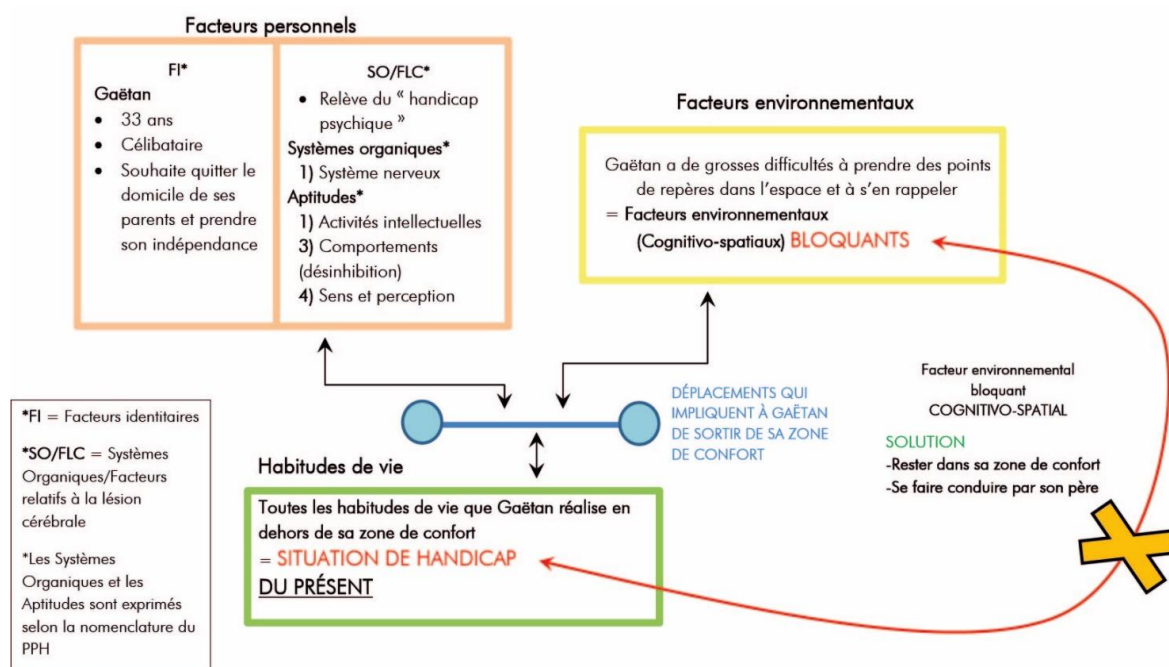 Facteurs personnels
FI*
Gaëtan
• 33 ans
• Célibataire
• Souhaite quitter le
domicile de ses
parents et prendre
son indépendance
SO/FLC*
• Relève du « handicap
psychique »
Systèmes organiques*
1) Système nerveux
Aptitudes*
1) Activités intellectuelles
3) Comportements
(désinhibition)
4) Sens et perception
Facteurs environnementaux
Gaëtan a de grosses difficultés à prendre des points
de repères dans l'espace et à s'en rappeler
= Facteurs environnementaux
(Cognitivo-spatiaux) BLOQUANTS
DÉPLACEMENTS QUI
IMPLIQUENT À GAËTAN
DE SORTIR DE SA ZONE
DE CONFORT
Facteur environmental
bloquant
COGNITIVO-SPATIAL
SOLUTION
-Rester dans sa zone de confort
-Se faire conduire par son père
Habitudes de vie
Toutes les habitudes de vie que Gaëtan réalise en
dehors de sa zone de confort
= SITUATION DE HANDICAP
DU PRÉSENT
*FI = Facteurs identitaires
*SO/FLC = Systèmes
Organiques/Facteurs
relatifs à la lésion
cérébrale
*Les Systèmes
Organiques et les
Aptitudes sont exprimés
selon la nomenclature du
PPH